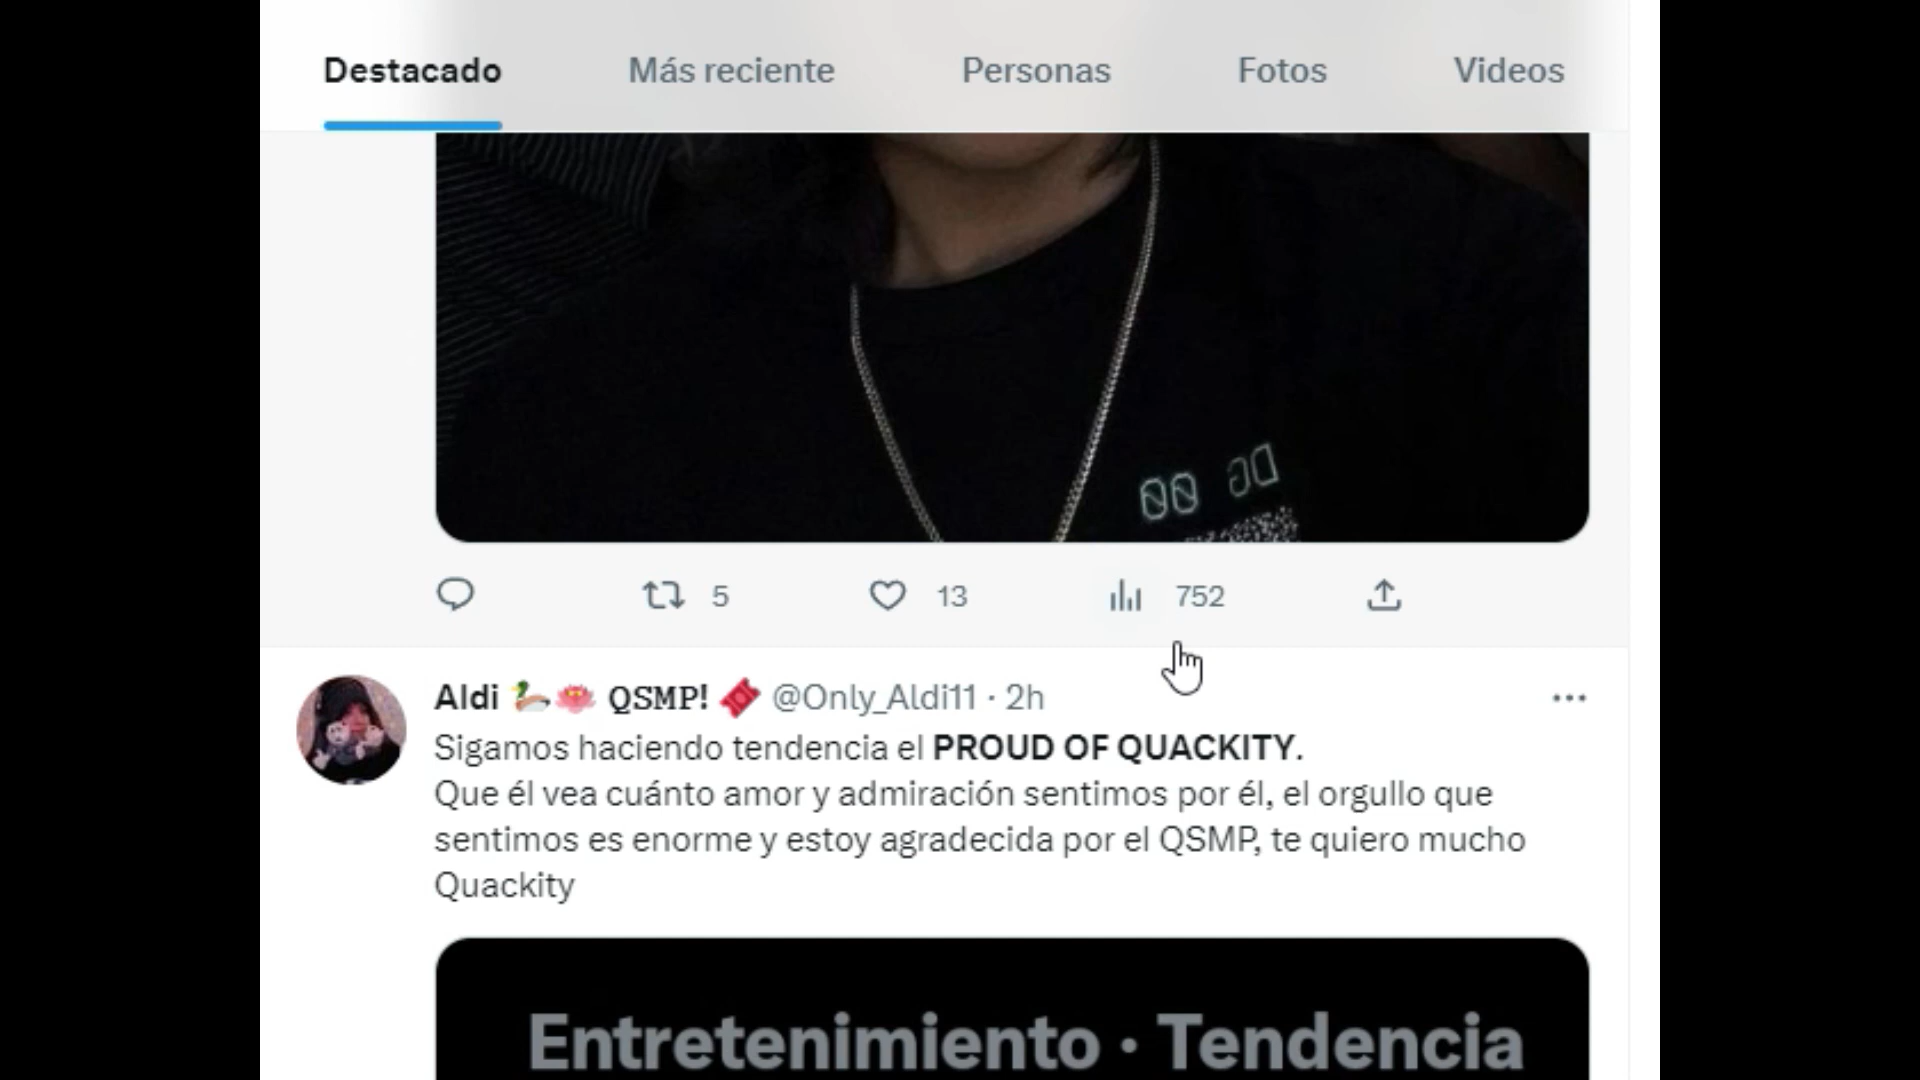 Destacado Más reciente Personas Fotos Videos
5 13 752
Aldi 🦆🪷 QSMP! 🎟️ @Only_Aldi11 · 2h
Sigamos haciendo tendencia el PROUD OF QUACKITY.
Que él vea cuánto amor y admiración sentimos por él, el orgullo que
sentimos es enorme y estoy agradecida por el QSMP, te quiero mucho
Quackity
Entretenimiento · Tendencia